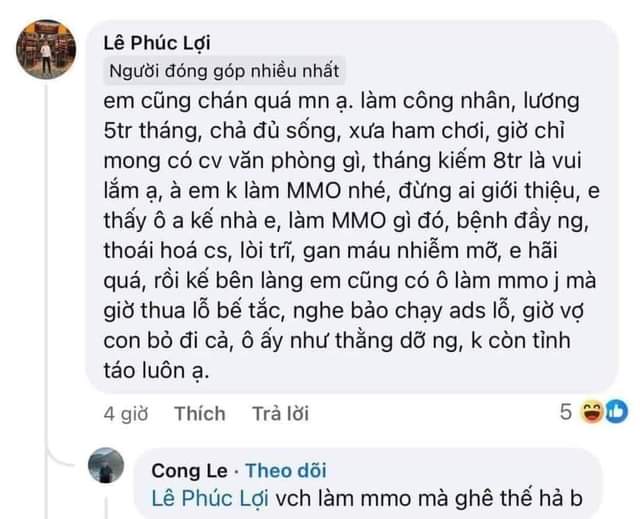 Lê Phúc Lợi
Người đóng góp nhiều nhất
em cũng chán quá mn ạ. làm công nhân, lương
5tr tháng, chả đủ sống, xưa ham chơi, giờ chỉ
mong có cv văn phòng gì, tháng kiếm 8tr là vui
lắm ạ, à em k làm MMO nhé, đừng ai giới thiệu, e
thấy ô a kế nhà e, làm MMO gì đó, bệnh đầy ng,
thoái hoá cs, lòi trĩ, gan máu nhiễm mỡ, e hãi
quá, rồi kế bên làng em cũng có ô làm mmo j mà
giờ thua lỗ bế tắc, nghe bảo chạy ads lỗ, giờ vợ
con bỏ đi cả, ô ấy như thằng dỡ ng, k còn tỉnh
táo luôn ạ.
4 giờ Thích Trả lời 5
Cong Le · Theo dõi
Lê Phúc Lợi vch làm mmo mà ghê thế hả b